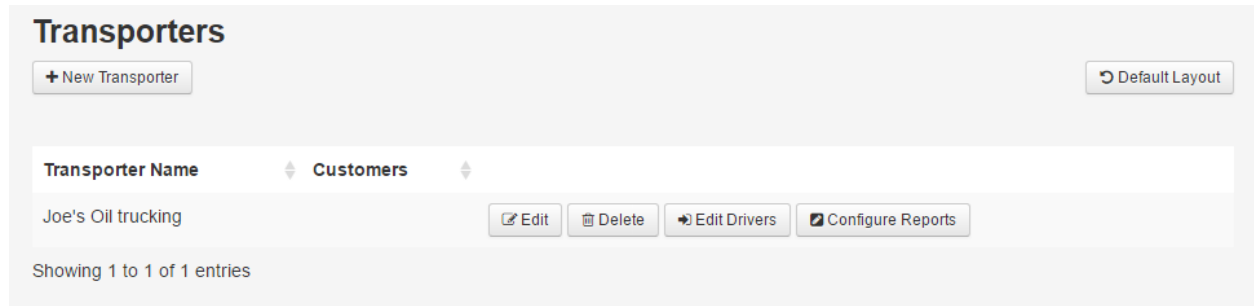 Transporters
New Transporter
Default Layout
Transporter Name Customers
Joe's Oil trucking Edit Delete Edit Drivers Configure Reports
Showing 1 to 1 of 1 entries